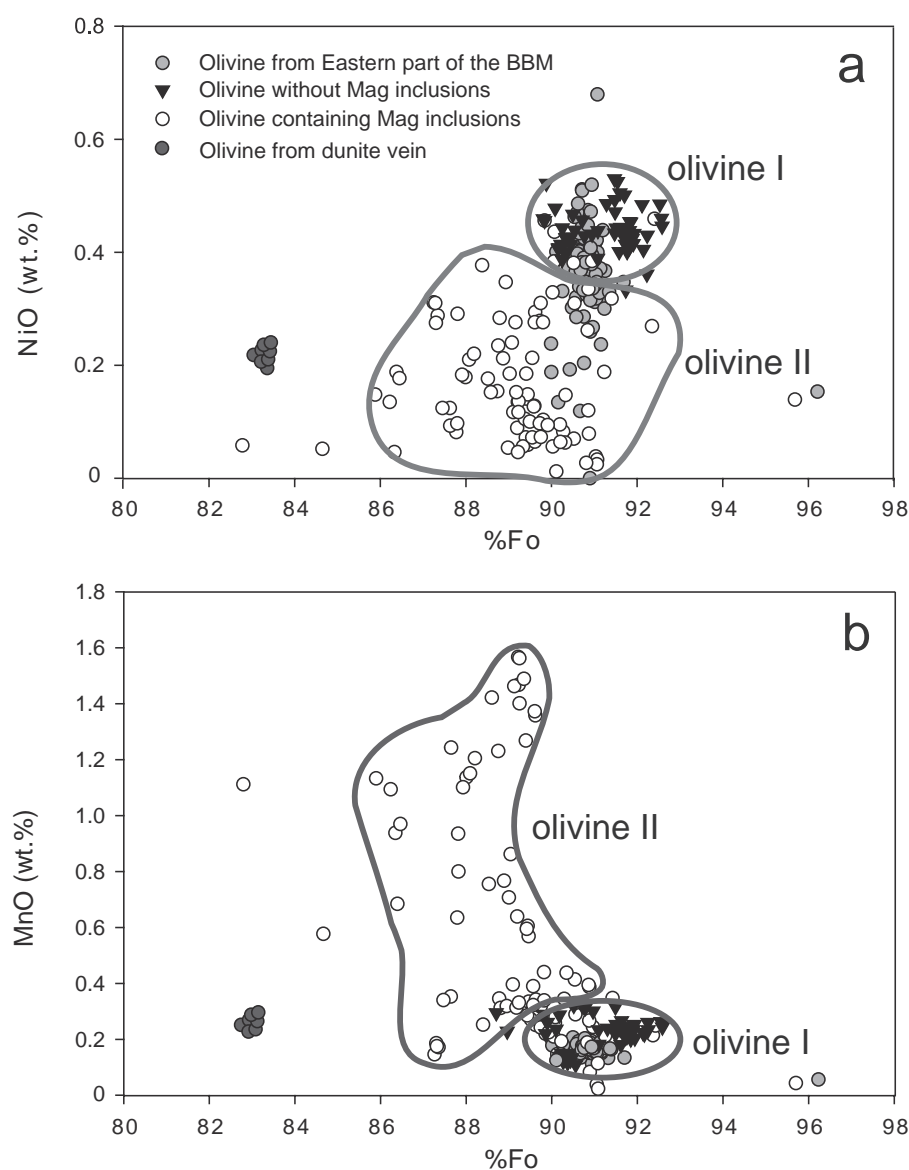 0.8
a
Olivine from Eastern part of the BBM
Olivine without Mag inclusions
Olivine containing Mag inclusions
Olivine from dunite vein
0.6
olivine I
0.4
NiO (wt.%)
0.2
olivine II
0
80 82 84 86 88 90 92 94 96 98
%Fo
1.8
b
1.6
1.4
1.2
1.0
olivine II
MnO (wt.%)
0.8
0.6
0.4
0.2
olivine I
0
80 82 84 86 88 90 92 94 96 98
%Fo